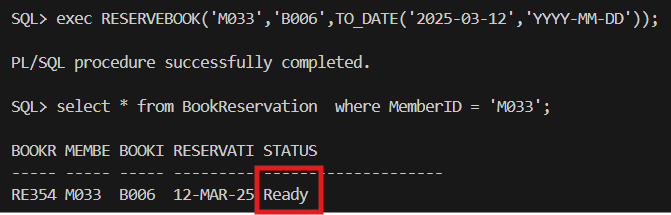 SQL> exec RESERVEBOOK('M033','B006',TO_DATE('2025-03-12','YYYY-MM-DD'));
PL/SQL procedure successfully completed.
SQL> select * from BookReservation  where MemberID = 'M033';
BOOKR MEMBE BOOKI RESERVATI STATUS
----- ----- ----- --------- --------------------
RE354 M033  B006  12-MAR-25 Ready